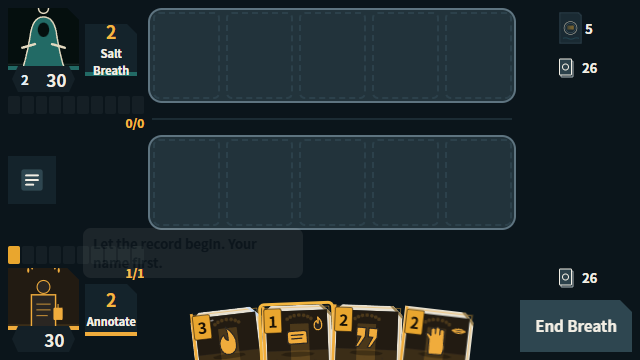 2
Salt
Breath
2 30
0/0
5
26
Let the record begin. Your
name first.
1/1
2
Annotate
30
3
1
2
2
26
End Breath